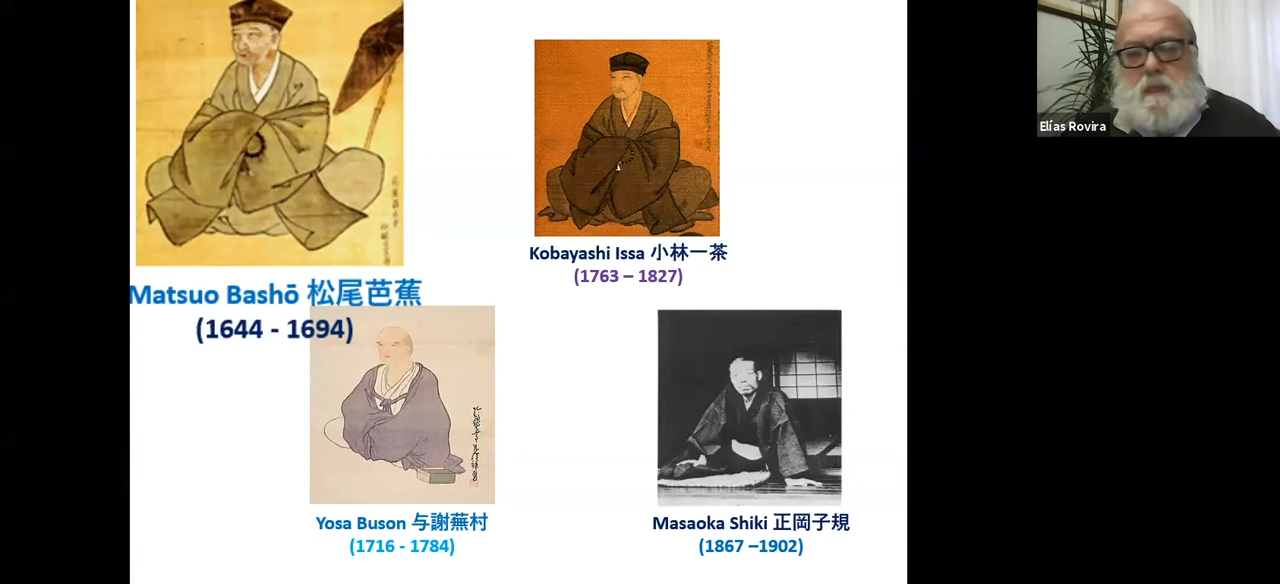 Elías Rovira
Kobayashi Issa 小林一茶
(1763 – 1827)
Matsuo Bashō 松尾芭蕉
(1644 - 1694)
Yosa Buson 与謝蕪村
(1716 - 1784)
Masaoka Shiki 正岡子規
(1867 –1902)